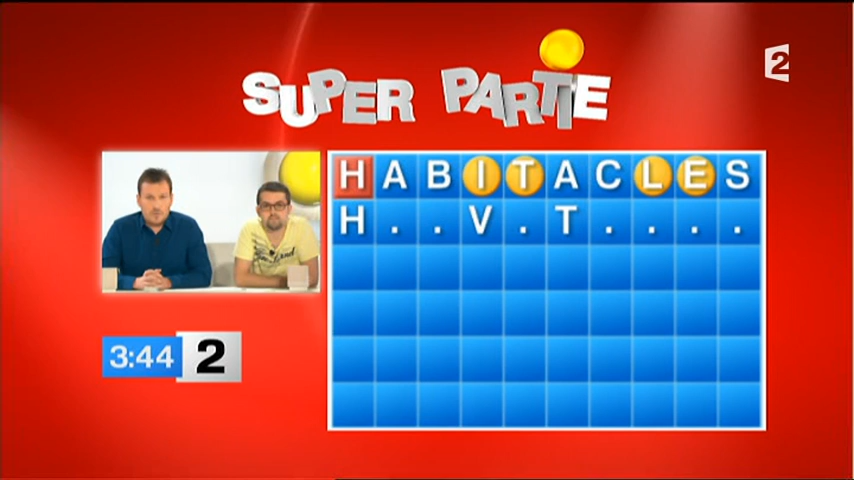 2
SUPER PARTIE
HABITACLES
H..V.T....
3:44 2